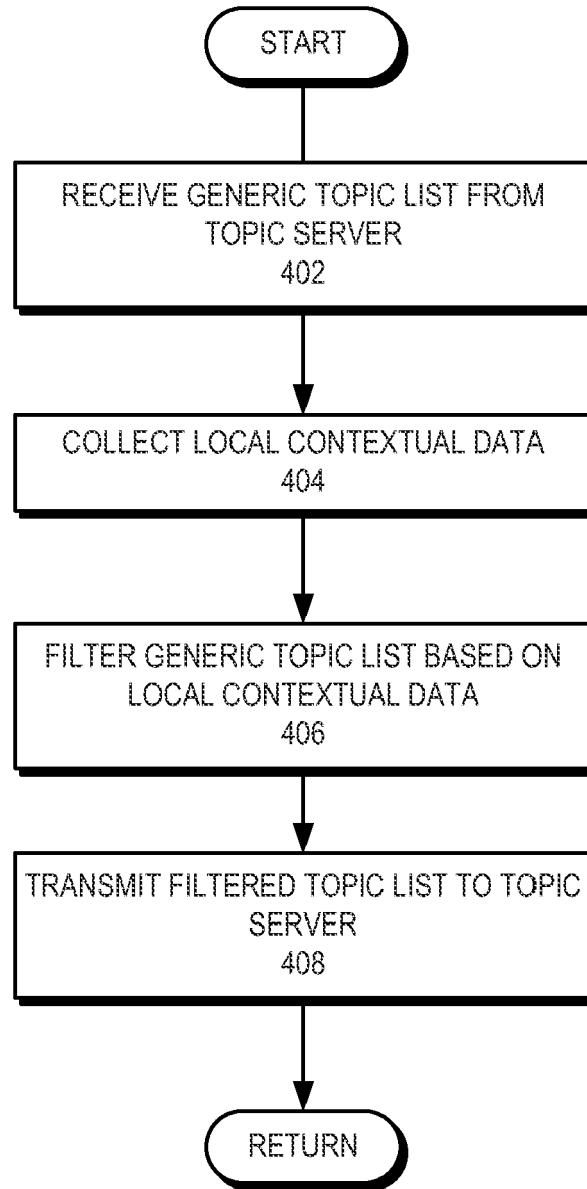 START
RECEIVE GENERIC TOPIC LIST FROM
TOPIC SERVER
402
COLLECT LOCAL CONTEXTUAL DATA
404
FILTER GENERIC TOPIC LIST BASED ON
LOCAL CONTEXTUAL DATA
406
TRANSMIT FILTERED TOPIC LIST TO TOPIC
SERVER
408
RETURN